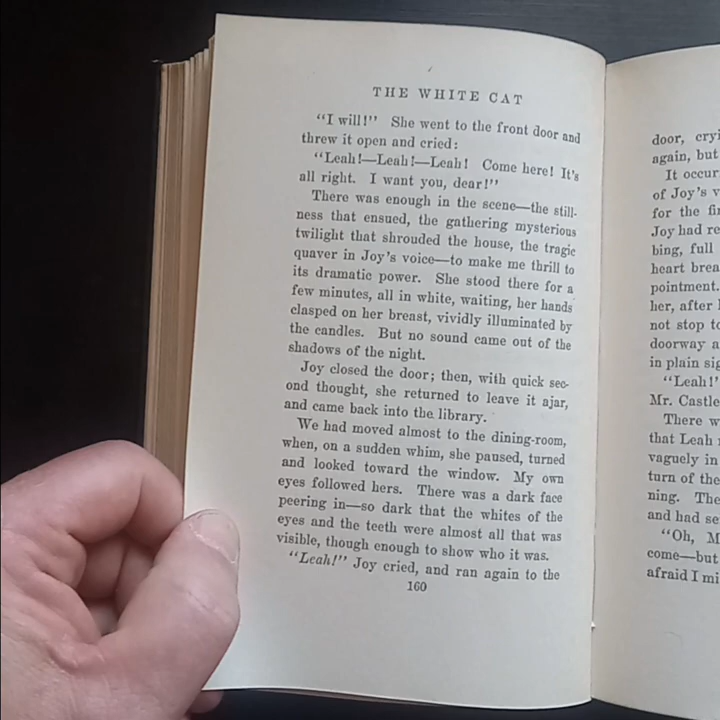 THE WHITE CAT
“I will!” She went to the front door and
threw it open and cried:
“Leah!—Leah!—Leah! Come here! It's
all right. I want you, dear!”
There was enough in the scene—the still-
ness that ensued, the gathering mysterious
twilight that shrouded the house, the tragic
quaver in Joy's voice—to make me thrill to
its dramatic power. She stood there for a
few minutes, all in white, waiting, her hands
clasped on her breast, vividly illuminated by
the candles. But no sound came out of the
shadows of the night.
Joy closed the door; then, with quick sec-
ond thought, she returned to leave it ajar,
and came back into the library.
We had moved almost to the dining-room,
when, on a sudden whim, she paused, turned
and looked toward the window. My own
eyes followed hers. There was a dark face
peering in—so dark that the whites of the
eyes and the teeth were almost all that was
visible, though enough to show who it was.
“Leah!” Joy cried, and ran again to the
160
door, cryi
again, but
It occur
of Joy's v
for the fi
Joy had re
bing, full
heart brea
pointment.
her, after
not stop t
doorway a
in plain sig
“Leah!”
Mr. Castle
There w
that Leah
vaguely in
turn of the
ning. The
and had se
“Oh, M
come—but
afraid I mi